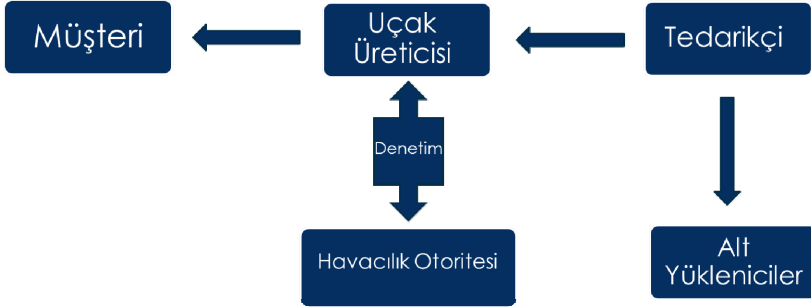 Müşteri
Uçak
Üreticisi
Tedarikçi
Denetim
Havacılık Otoritesi
Alt
Yükleniciler